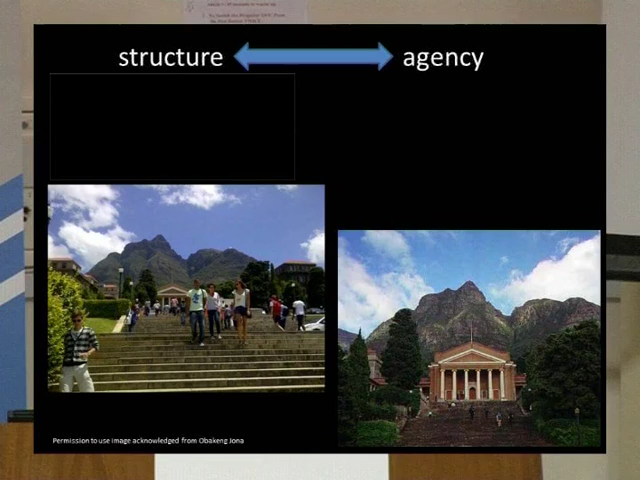 structure
agency
Permission to use image acknowledged from Obakeng Jona